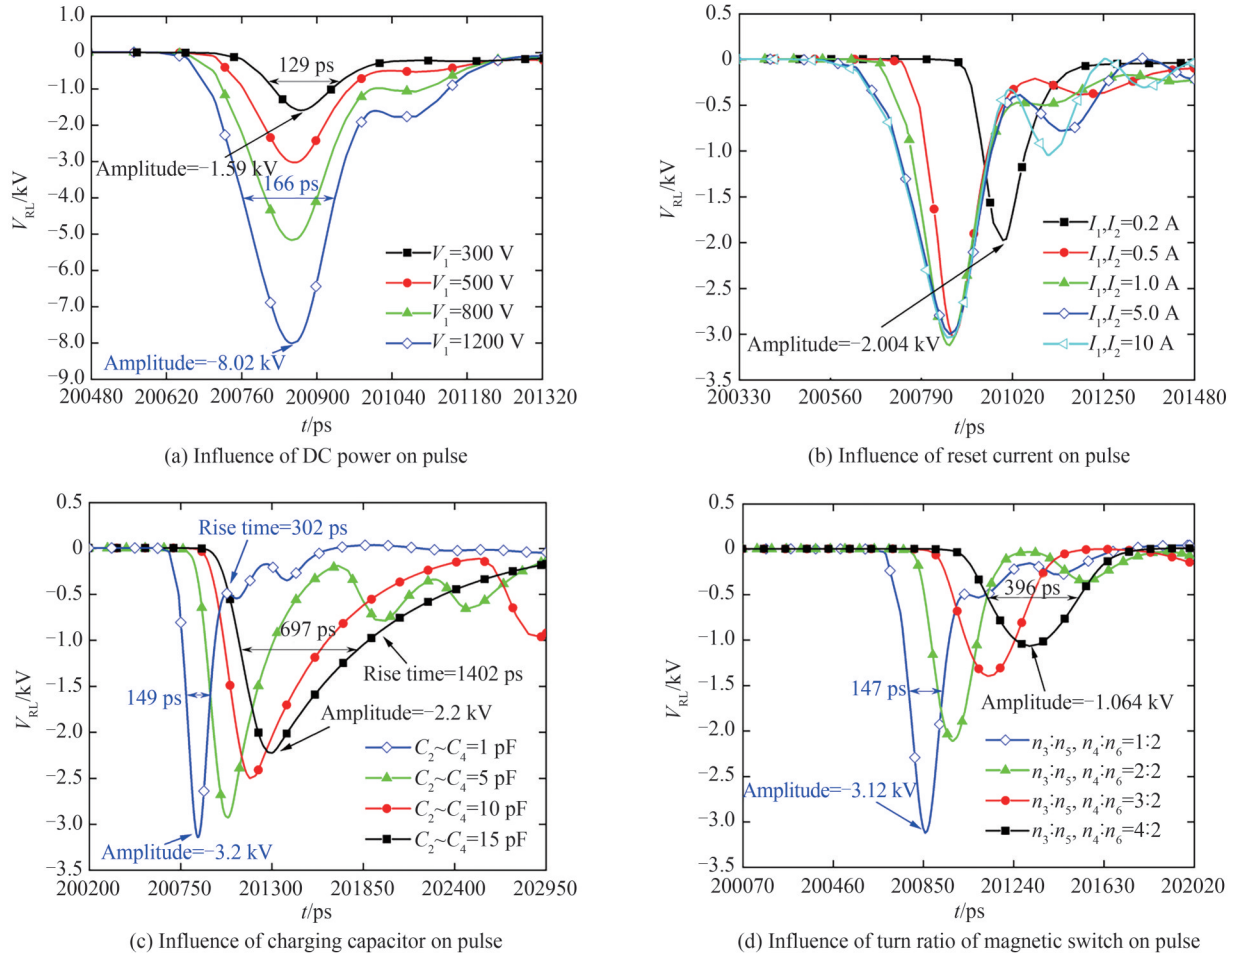 1.0
0
−1.0
−2.0
−3.0
−4.0
−5.0
−6.0
−7.0
−8.0
−9.0
V_RL/kV
129 ps
Amplitude=−1.59 kV
166 ps
V_1=300 V
V_1=500 V
V_1=800 V
V_1=1200 V
Amplitude=−8.02 kV
200480 200620 200760 200900 201040 201180 201320
t/ps
(a) Influence of DC power on pulse
0.5
0
−0.5
−1.0
−1.5
−2.0
−2.5
−3.0
−3.5
V_RL/kV
I_1,I_2=0.2 A
I_1,I_2=0.5 A
I_1,I_2=1.0 A
I_1,I_2=5.0 A
I_1,I_2=10 A
Amplitude=−2.004 kV
200330 200560 200790 201020 201250 201480
t/ps
(b) Influence of reset current on pulse
0.5
0
−0.5
−1.0
−1.5
−2.0
−2.5
−3.0
−3.5
V_RL/kV
Rise time=302 ps
697 ps
Rise time=1402 ps
149 ps
Amplitude=−2.2 kV
C_2~C_4=1 pF
C_2~C_4=5 pF
C_2~C_4=10 pF
C_2~C_4=15 pF
Amplitude=−3.2 kV
200200 200750 201300 201850 202400 202950
t/ps
(c) Influence of charging capacitor on pulse
0.5
0
−0.5
−1.0
−1.5
−2.0
−2.5
−3.0
−3.5
V_RL/kV
396 ps
147 ps
Amplitude=−1.064 kV
n_3∶n_5, n_4∶n_6=1∶2
n_3∶n_5, n_4∶n_6=2∶2
n_3∶n_5, n_4∶n_6=3∶2
n_3∶n_5, n_4∶n_6=4∶2
Amplitude=−3.12 kV
200070 200460 200850 201240 201630 202020
t/ps
(d) Influence of turn ratio of magnetic switch on pulse